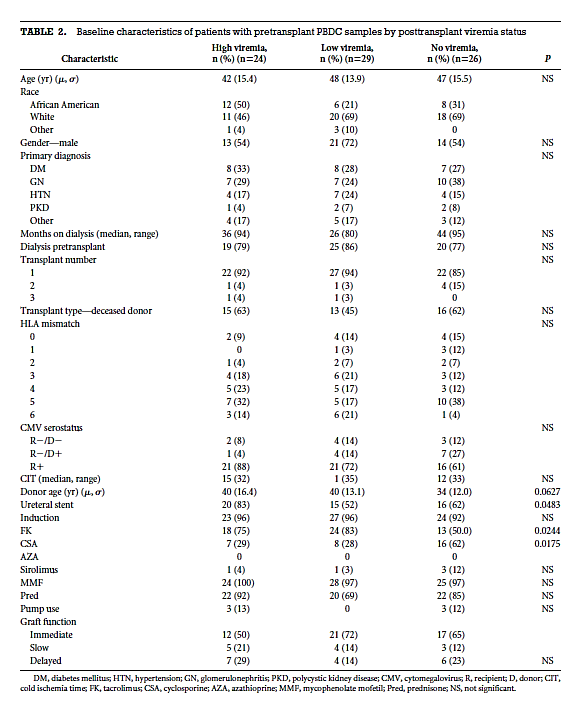 TABLE 2. Baseline characteristics of patients with pretransplant PBDC samples by posttransplant viremia status
Characteristic High viremia, n (%) (n=24) Low viremia, n (%) (n=29) No viremia, n (%) (n=26) P
Age (yr) (μ, σ) 42 (15.4) 48 (13.9) 47 (15.5) NS
Race
African American 12 (50) 6 (21) 8 (31)
White 11 (46) 20 (69) 18 (69)
Other 1 (4) 3 (10) 0
Gender—male 13 (54) 21 (72) 14 (54) NS
Primary diagnosis NS
DM 8 (33) 8 (28) 7 (27)
GN 7 (29) 7 (24) 10 (38)
HTN 4 (17) 7 (24) 4 (15)
PKD 1 (4) 2 (7) 2 (8)
Other 4 (17) 5 (17) 3 (12)
Months on dialysis (median, range) 36 (94) 26 (80) 44 (95) NS
Dialysis pretransplant 19 (79) 25 (86) 20 (77) NS
Transplant number NS
1 22 (92) 27 (94) 22 (85)
2 1 (4) 1 (3) 4 (15)
3 1 (4) 1 (3) 0
Transplant type—deceased donor 15 (63) 13 (45) 16 (62) NS
HLA mismatch NS
0 2 (9) 4 (14) 4 (15)
1 0 1 (3) 3 (12)
2 1 (4) 2 (7) 2 (7)
3 4 (18) 6 (21) 3 (12)
4 5 (23) 5 (17) 3 (12)
5 7 (32) 5 (17) 10 (38)
6 3 (14) 6 (21) 1 (4)
CMV serostatus NS
R−/D− 2 (8) 4 (14) 3 (12)
R−/D+ 1 (4) 4 (14) 7 (27)
R+ 21 (88) 21 (72) 16 (61)
CIT (median, range) 15 (32) 1 (35) 12 (33) NS
Donor age (yr) (μ, σ) 40 (16.4) 40 (13.1) 34 (12.0) 0.0627
Ureteral stent 20 (83) 15 (52) 16 (62) 0.0483
Induction 23 (96) 27 (96) 24 (92) NS
FK 18 (75) 24 (83) 13 (50.0) 0.0244
CSA 7 (29) 8 (28) 16 (62) 0.0175
AZA 0 0 0
Sirolimus 1 (4) 1 (3) 3 (12) NS
MMF 24 (100) 28 (97) 25 (97) NS
Pred 22 (92) 20 (69) 22 (85) NS
Pump use 3 (13) 0 3 (12) NS
Graft function
Immediate 12 (50) 21 (72) 17 (65)
Slow 5 (21) 4 (14) 3 (12)
Delayed 7 (29) 4 (14) 6 (23) NS
DM, diabetes mellitus; HTN, hypertension; GN, glomerulonephritis; PKD, polycystic kidney disease; CMV, cytomegalovirus; R, recipient; D, donor; CIT,
cold ischemia time; FK, tacrolimus; CSA, cyclosporine; AZA, azathioprine; MMF, mycophenolate mofetil; Pred, prednisone; NS, not significant.